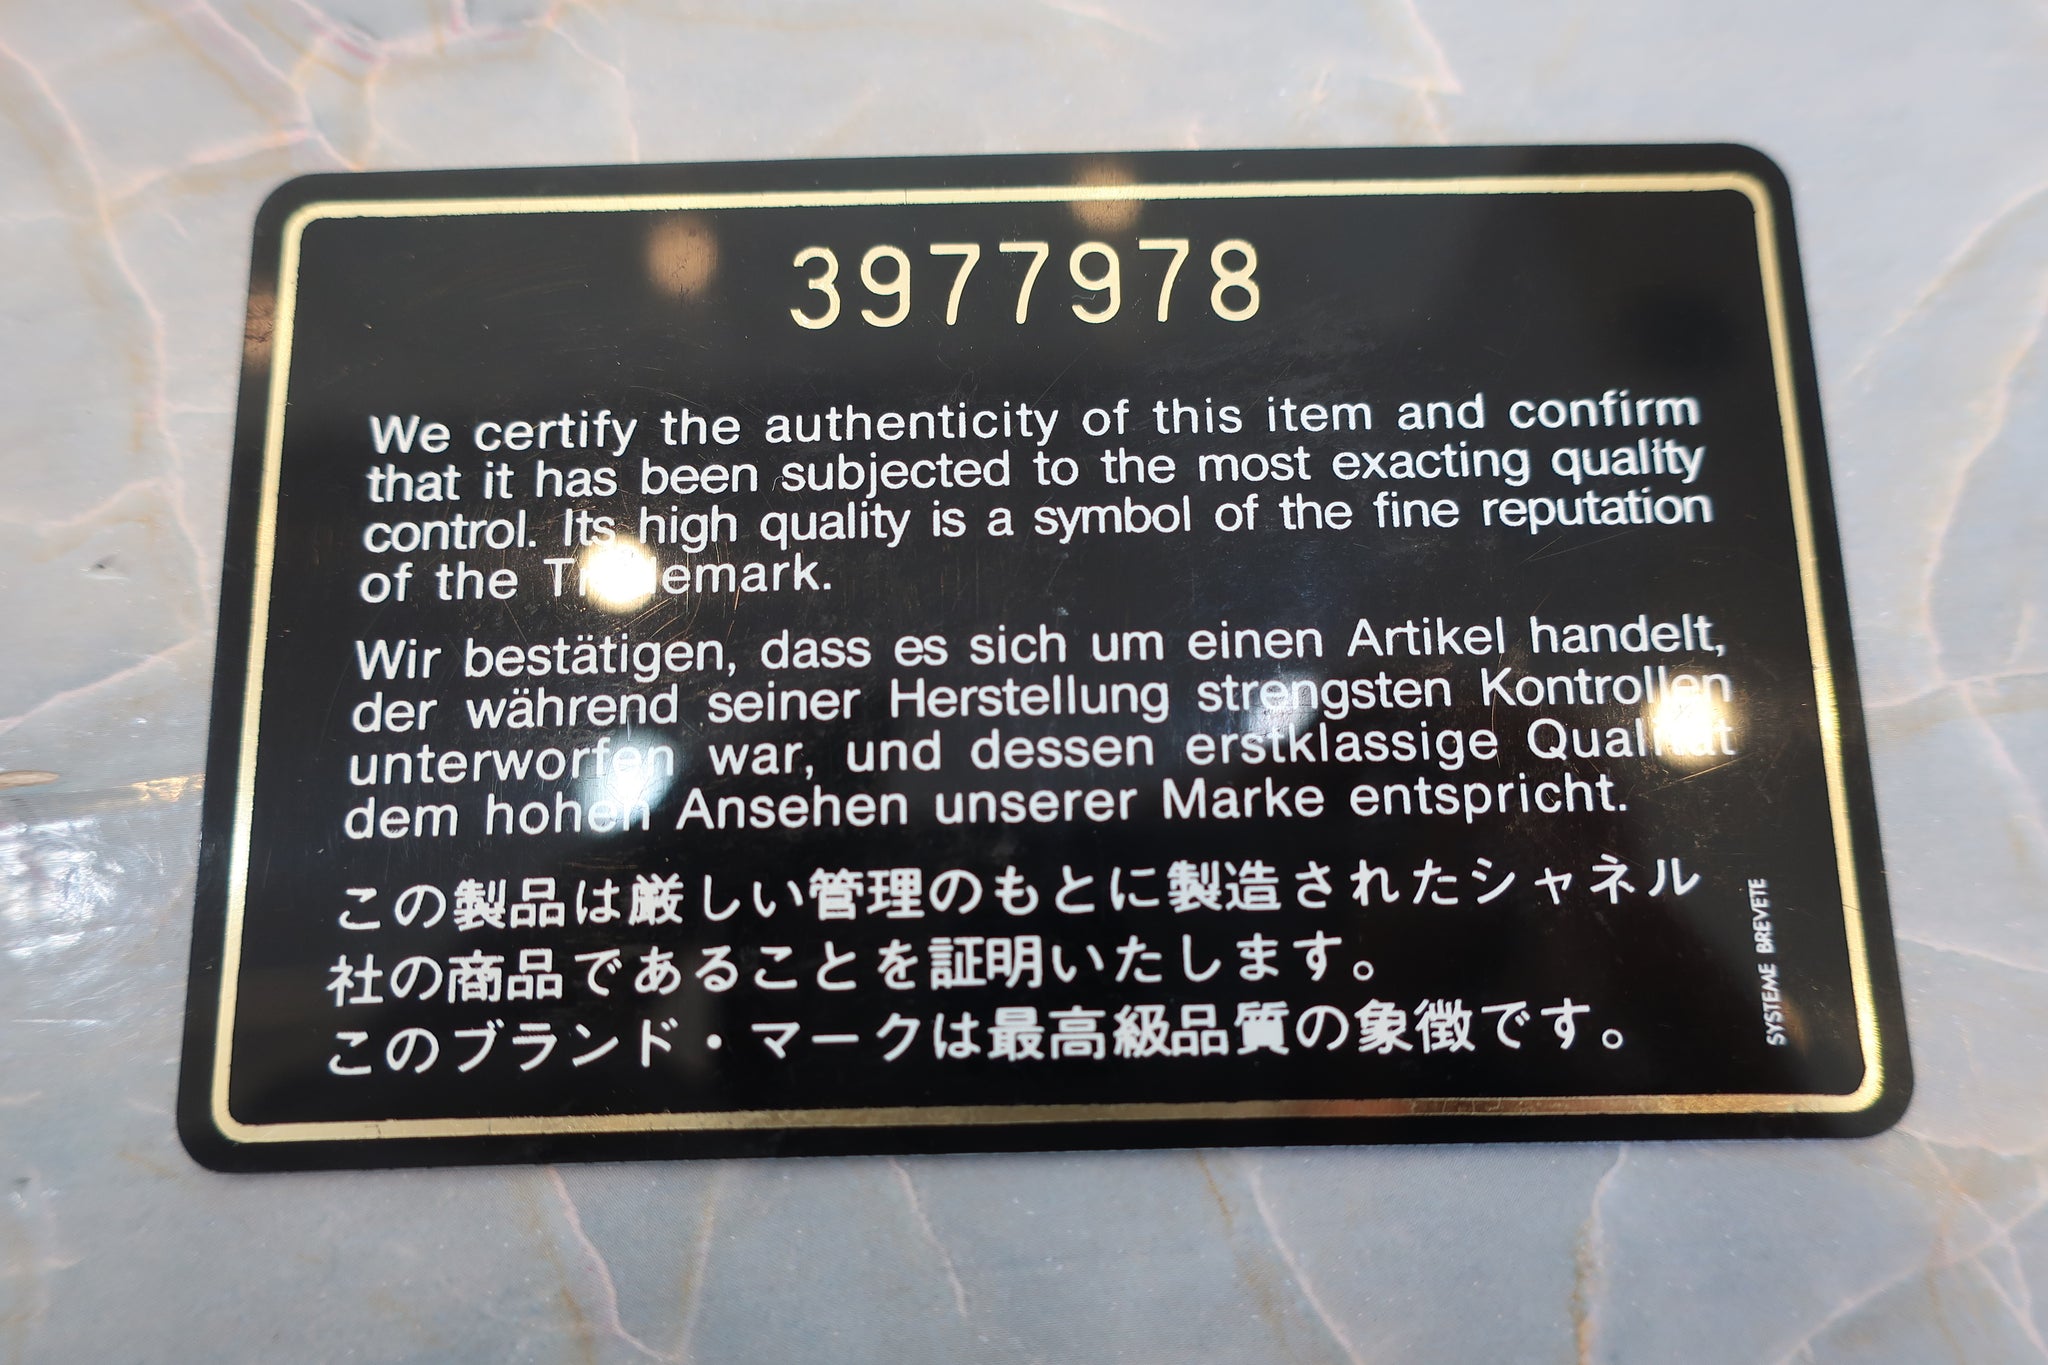 3977978
We certify the authenticity of this item and confirm
that it has been subjected to the most exacting quality
control. Its high quality is a symbol of the fine reputation
of the Trademark.
Wir bestätigen, dass es sich um einen Artikel handelt,
der während seiner Herstellung strengsten Kontrollen
unterworfen war, und dessen erstklassige Qualität
dem hohen Ansehen unserer Marke entspricht.
この製品は厳しい管理のもとに製造されたシャネル
社の商品であることを証明いたします。
このブランド・マークは最高級品質の象徴です。
SYSTEME BREVETE